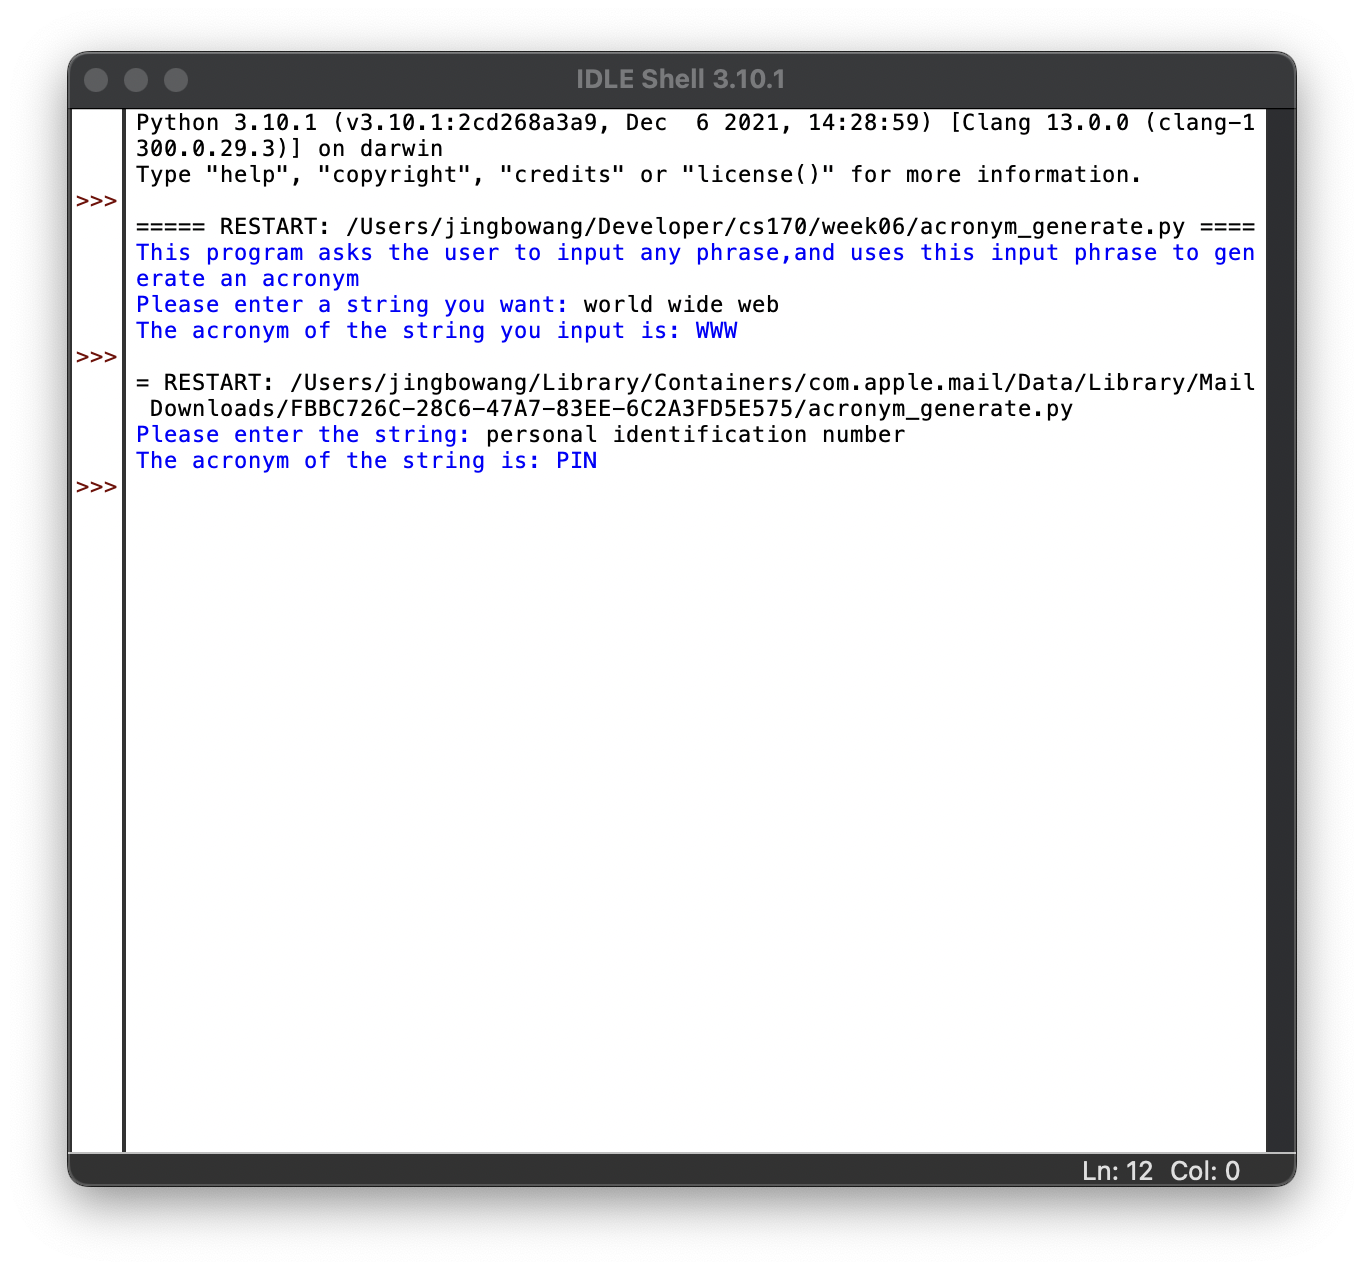 IDLE Shell 3.10.1
Python 3.10.1 (v3.10.1:2cd268a3a9, Dec  6 2021, 14:28:59) [Clang 13.0.0 (clang-1
300.0.29.3)] on darwin
Type "help", "copyright", "credits" or "license()" for more information.
>>>
===== RESTART: /Users/jingbowang/Developer/cs170/week06/acronym_generate.py ====
This program asks the user to input any phrase,and uses this input phrase to gen
erate an acronym
Please enter a string you want: world wide web
The acronym of the string you input is: WWW
>>>
= RESTART: /Users/jingbowang/Library/Containers/com.apple.mail/Data/Library/Mail
 Downloads/FBBC726C-28C6-47A7-83EE-6C2A3FD5E575/acronym_generate.py
Please enter the string: personal identification number
The acronym of the string is: PIN
>>>
Ln: 12  Col: 0